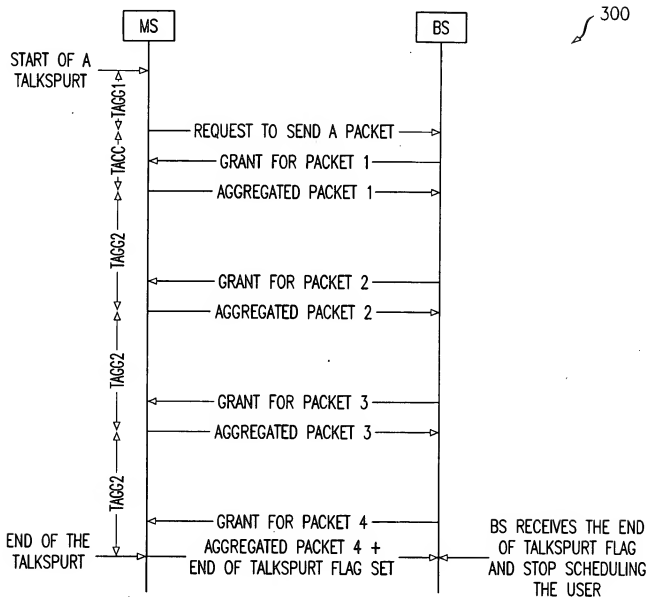 MS
BS
300
START OF A
TALKSPURT
TAGG1
REQUEST TO SEND A PACKET
TACC
GRANT FOR PACKET 1
AGGREGATED PACKET 1
TAGG2
GRANT FOR PACKET 2
AGGREGATED PACKET 2
TAGG2
GRANT FOR PACKET 3
AGGREGATED PACKET 3
TAGG2
GRANT FOR PACKET 4
END OF THE
TALKSPURT
AGGREGATED PACKET 4 +
END OF TALKSPURT FLAG SET
BS RECEIVES THE END
OF TALKSPURT FLAG
AND STOP SCHEDULING
THE USER